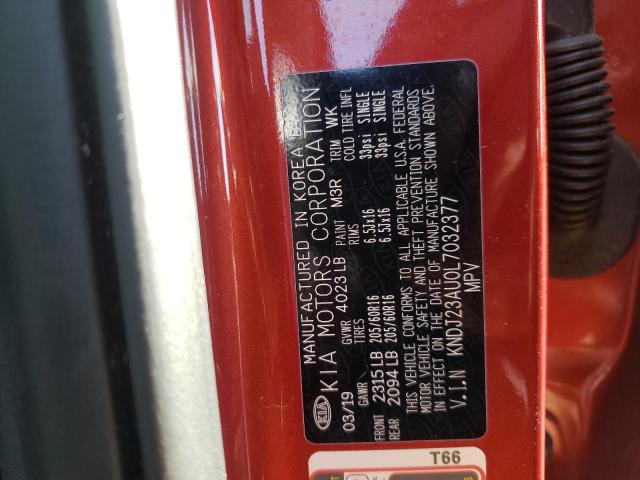 MANUFACTURED IN KOREA B
KIA KIA MOTORS CORPORATION
03/19 GVWR 4023 LB PAINT M3R TRIM WK
GAWR TIRES RIMS COLD TIRE INFL
FRONT 2315 LB 205/60R16 6.5JX16 33psi SINGLE
REAR 2094 LB 205/60R16 6.5JX16 33psi SINGLE
THIS VEHICLE CONFORMS TO ALL APPLICABLE U.S.A. FEDERAL
MOTOR VEHICLE SAFETY AND THEFT PREVENTION STANDARDS
IN EFFECT ON THE DATE OF MANUFACTURE SHOWN ABOVE.
V.I.N KNDJ23AU0L7032377
MPV
T66